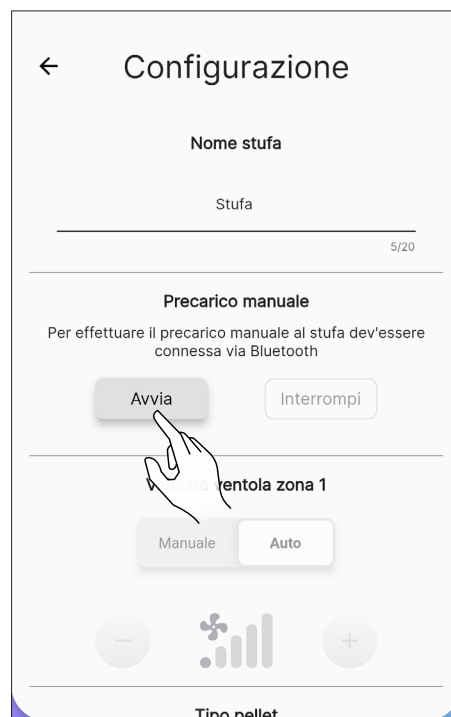 Configurazione
Nome stufa
Stufa
5/20
Precarico manuale
Per effettuare il precarico manuale al stufa dev'essere
connessa via Bluetooth
Avvia
Interrompi
Velocità ventola zona 1
Manuale
Auto
Tipo pellet